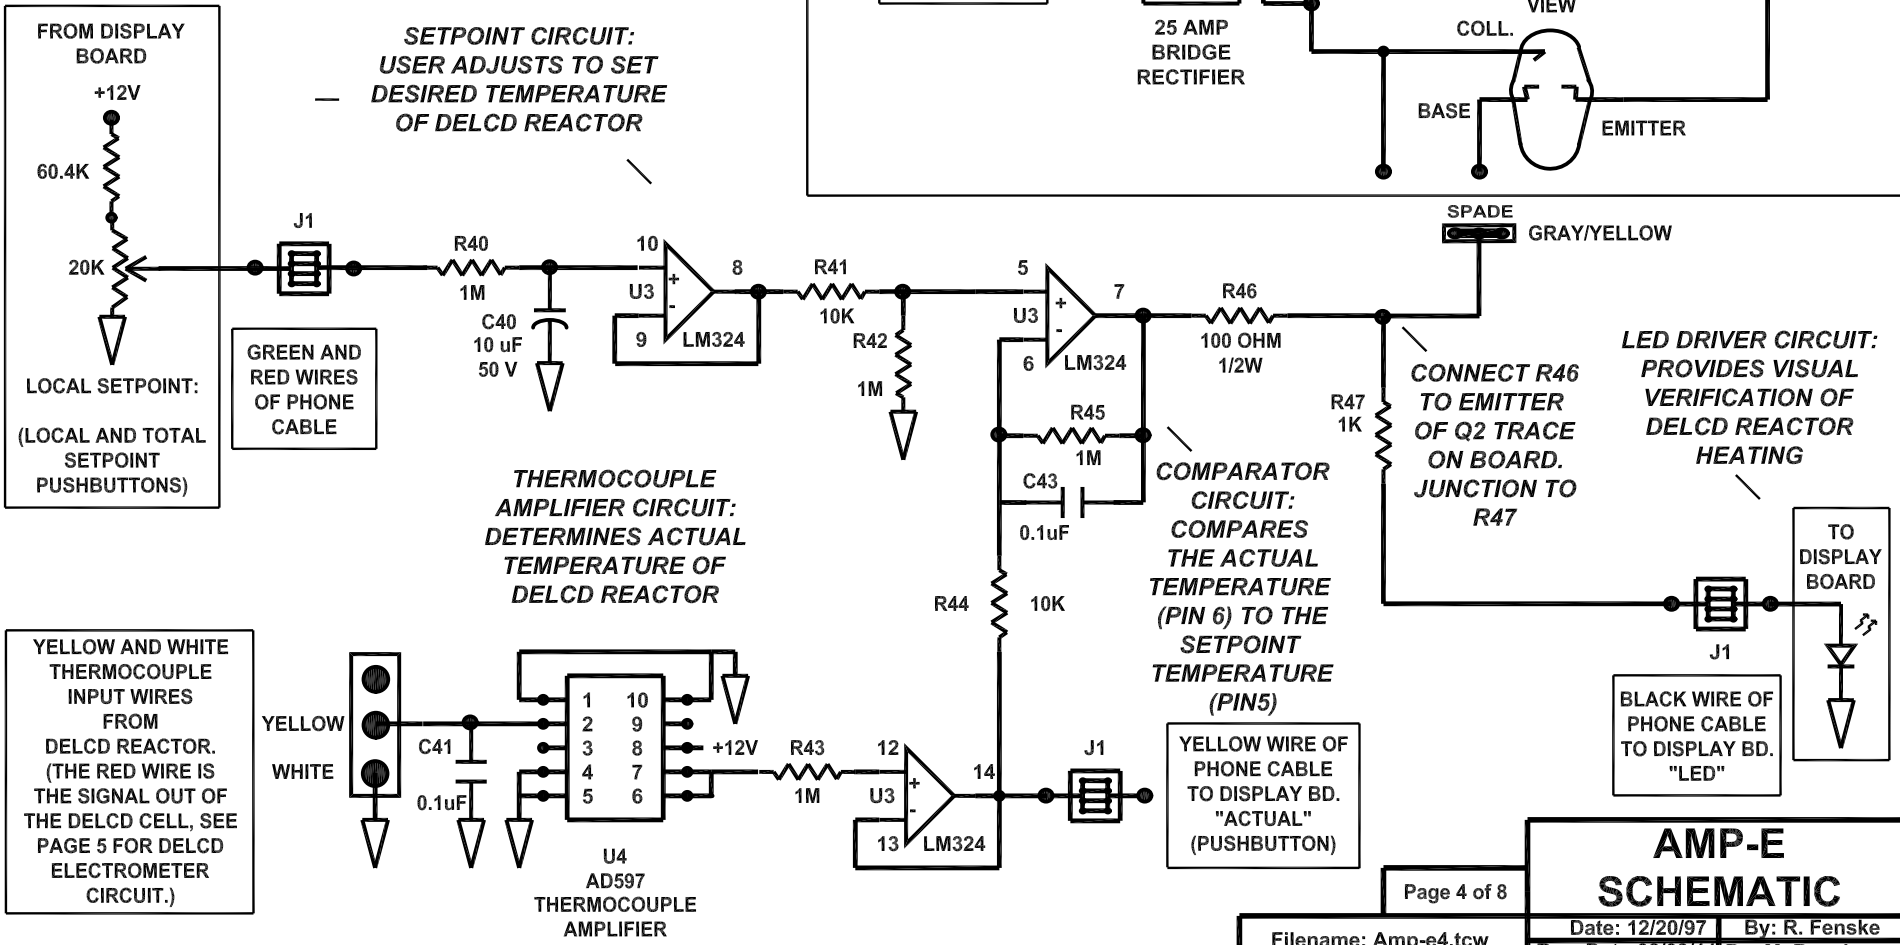 FROM DISPLAY
BOARD
+12V
60.4K
20K
LOCAL SETPOINT:
(LOCAL AND TOTAL
SETPOINT
PUSHBUTTONS)
SETPOINT CIRCUIT:
USER ADJUSTS TO SET
DESIRED TEMPERATURE
OF DELCD REACTOR
25 AMP
BRIDGE
RECTIFIER
VIEW
COLL.
BASE
EMITTER
J1
GREEN AND
RED WIRES
OF PHONE
CABLE
R40
1M
C40
10 uF
50 V
10
U3
9
8
LM324
+
-
R41
10K
R42
1M
5
U3
6
7
LM324
+
-
R46
100 OHM
1/2W
SPADE
GRAY/YELLOW
R45
1M
C43
0.1uF
R44
10K
R47
1K
CONNECT R46
TO EMITTER
OF Q2 TRACE
ON BOARD.
JUNCTION TO
R47
LED DRIVER CIRCUIT:
PROVIDES VISUAL
VERIFICATION OF
DELCD REACTOR
HEATING
COMPARATOR
CIRCUIT:
COMPARES
THE ACTUAL
TEMPERATURE
(PIN 6) TO THE
SETPOINT
TEMPERATURE
(PIN5)
TO
DISPLAY
BOARD
J1
BLACK WIRE OF
PHONE CABLE
TO DISPLAY BD.
"LED"
THERMOCOUPLE
AMPLIFIER CIRCUIT:
DETERMINES ACTUAL
TEMPERATURE OF
DELCD REACTOR
YELLOW AND WHITE
THERMOCOUPLE
INPUT WIRES
FROM
DELCD REACTOR.
(THE RED WIRE IS
THE SIGNAL OUT OF
THE DELCD CELL, SEE
PAGE 5 FOR DELCD
ELECTROMETER
CIRCUIT.)
YELLOW
WHITE
C41
0.1uF
1 10
2 9
3 8
4 7
5 6
+12V
U4
AD597
THERMOCOUPLE
AMPLIFIER
R43
1M
12
U3
13
14
LM324
+
-
J1
YELLOW WIRE OF
PHONE CABLE
TO DISPLAY BD.
"ACTUAL"
(PUSHBUTTON)
AMP-E
SCHEMATIC
Page 4 of 8
Date: 12/20/97 By: R. Fenske
Filename: Amp-e4.tcw